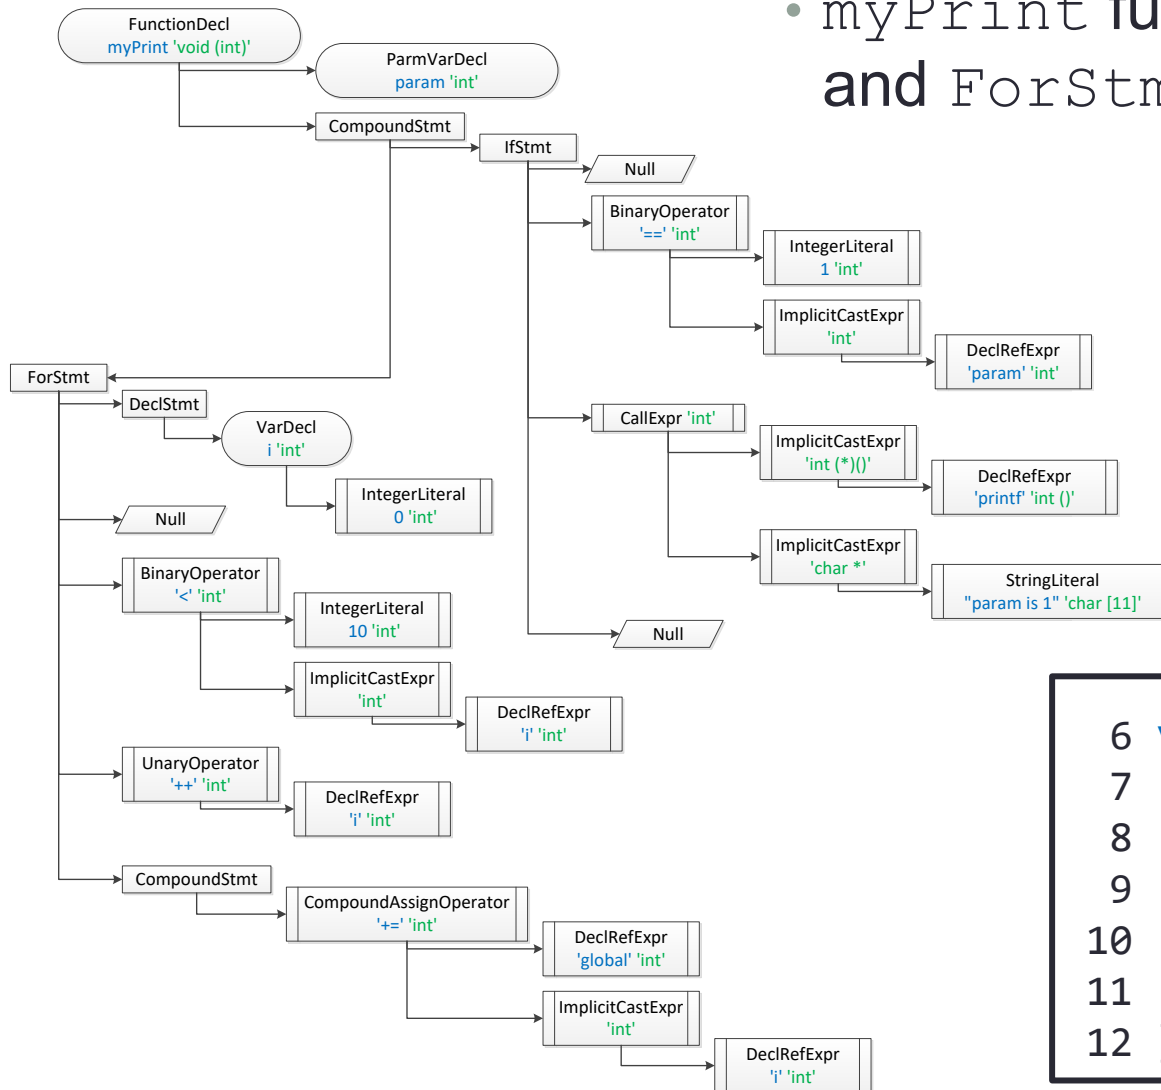 • myPrint fu
and ForStm
FunctionDecl
myPrint 'void (int)'
ParmVarDecl
param 'int'
CompoundStmt
IfStmt
Null
BinaryOperator
'==' 'int'
IntegerLiteral
1 'int'
ImplicitCastExpr
'int'
DeclRefExpr
'param' 'int'
CallExpr 'int'
ImplicitCastExpr
'int (*)()'
DeclRefExpr
'printf' 'int ()'
ImplicitCastExpr
'char *'
StringLiteral
"param is 1" 'char [11]'
Null
ForStmt
DeclStmt
VarDecl
i 'int'
IntegerLiteral
0 'int'
Null
BinaryOperator
'<' 'int'
IntegerLiteral
10 'int'
ImplicitCastExpr
'int'
DeclRefExpr
'i' 'int'
UnaryOperator
'++' 'int'
DeclRefExpr
'i' 'int'
CompoundStmt
CompoundAssignOperator
'+=' 'int'
DeclRefExpr
'global' 'int'
ImplicitCastExpr
'int'
DeclRefExpr
'i' 'int'
6
7
8
9
10
11
12